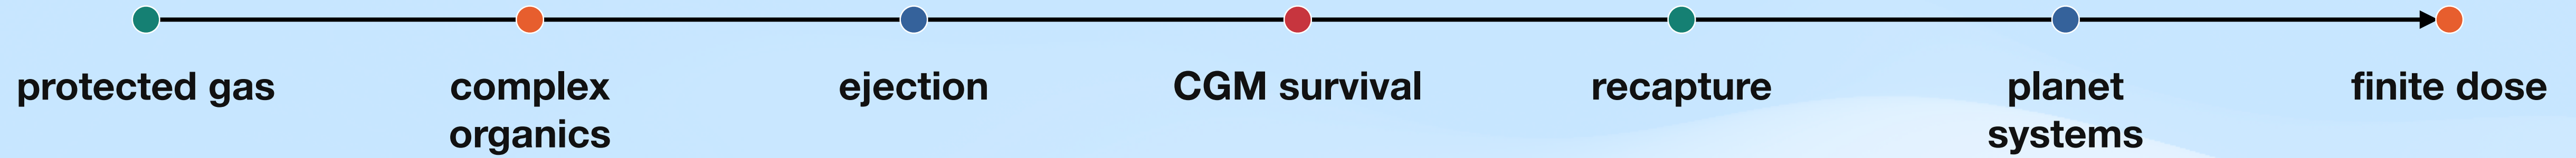 protected gas
complex
organics
ejection
CGM survival
recapture
planet
systems
finite dose